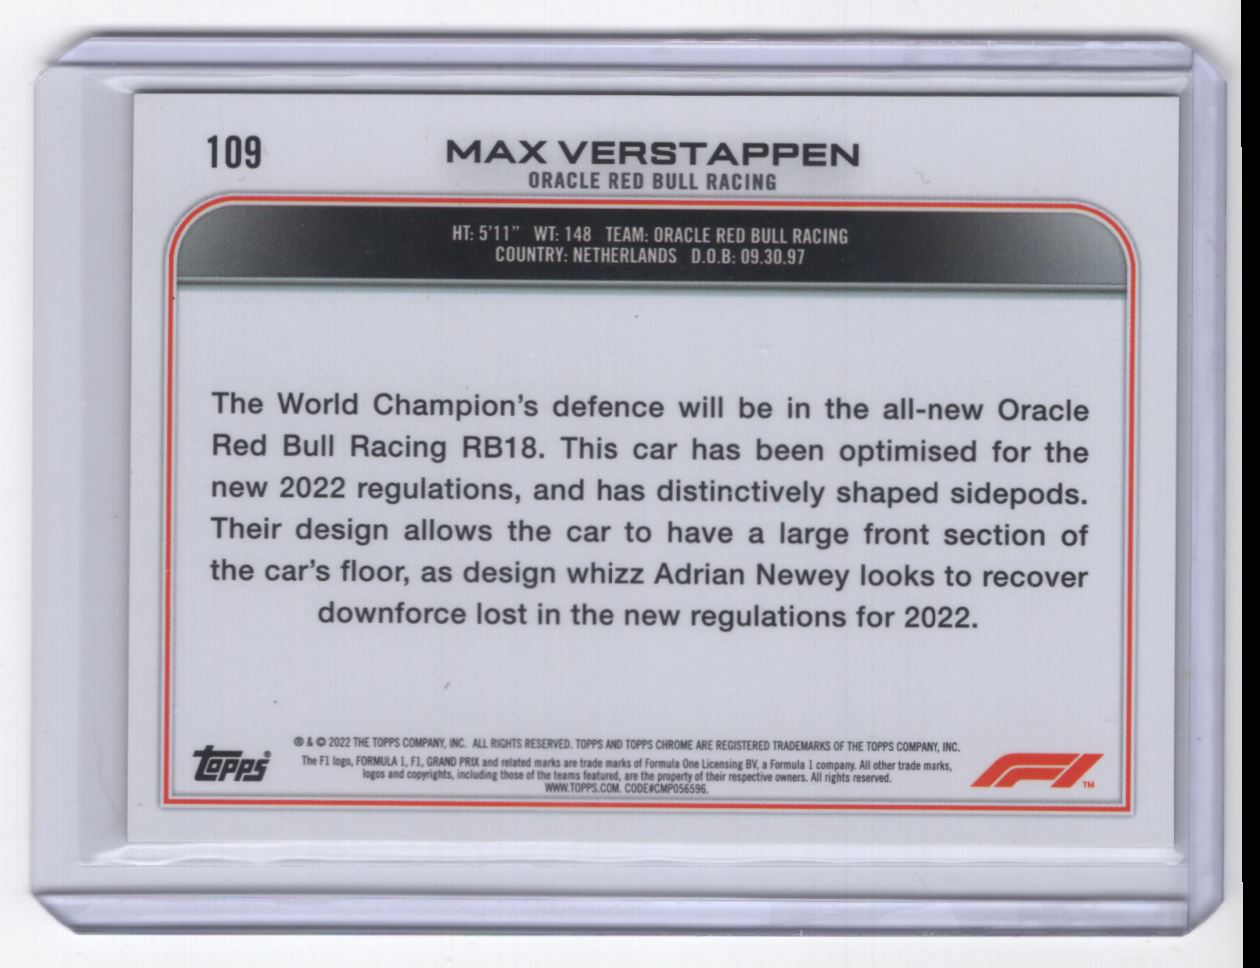 109
MAX VERSTAPPEN
ORACLE RED BULL RACING
HT: 5'11" WT: 148 TEAM: ORACLE RED BULL RACING
COUNTRY: NETHERLANDS D.O.B: 09.30.97
The World Champion's defence will be in the all-new Oracle
Red Bull Racing RB18. This car has been optimised for the
new 2022 regulations, and has distinctively shaped sidepods.
Their design allows the car to have a large front section of
the car's floor, as design whizz Adrian Newey looks to recover
downforce lost in the new regulations for 2022.
topps®
® & © 2022 THE TOPPS COMPANY, INC. ALL RIGHTS RESERVED. TOPPS AND TOPPS CHROME ARE REGISTERED TRADEMARKS OF THE TOPPS COMPANY, INC.
The F1 logo, FORMULA 1, F1, GRAND PRIX and related marks are trade marks of Formula One Licensing BV, a Formula 1 company. All other trade marks,
logos and copyrights, including those of the teams featured, are the property of their respective owners. All rights reserved.
WWW.TOPPS.COM. CODE#CMP056596.
F1™